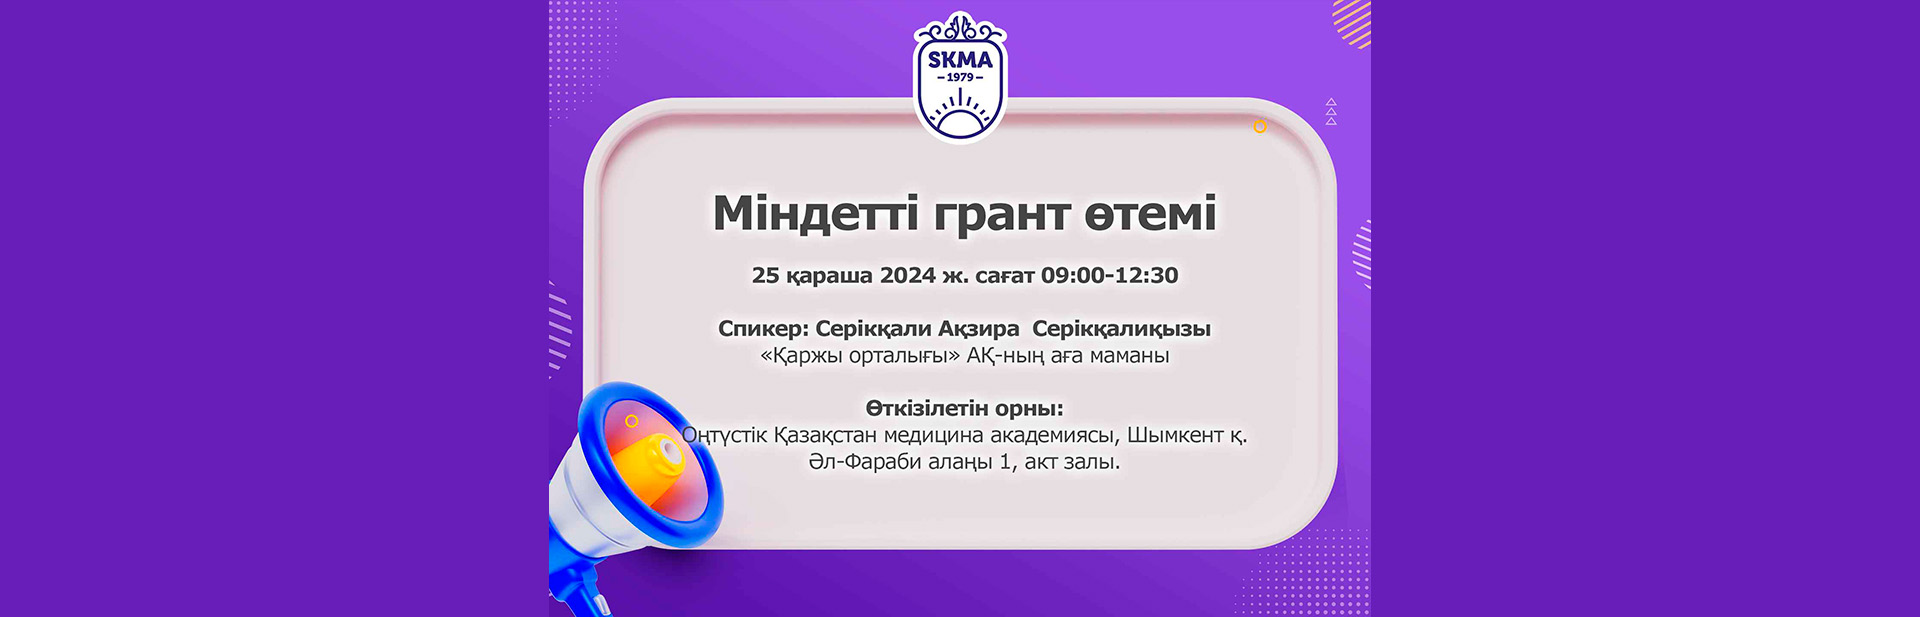 SKMA
–1979–
Міндетті грант өтемі
25 қараша 2024 ж. сағат 09:00-12:30
Спикер: Серікқали Ақзира Серікқалиқызы
«Қаржы орталығы» АҚ-ның аға маманы
Өткізілетін орны:
Оңтүстік Қазақстан медицина академиясы, Шымкент қ.
Әл-Фараби алаңы 1, акт залы.